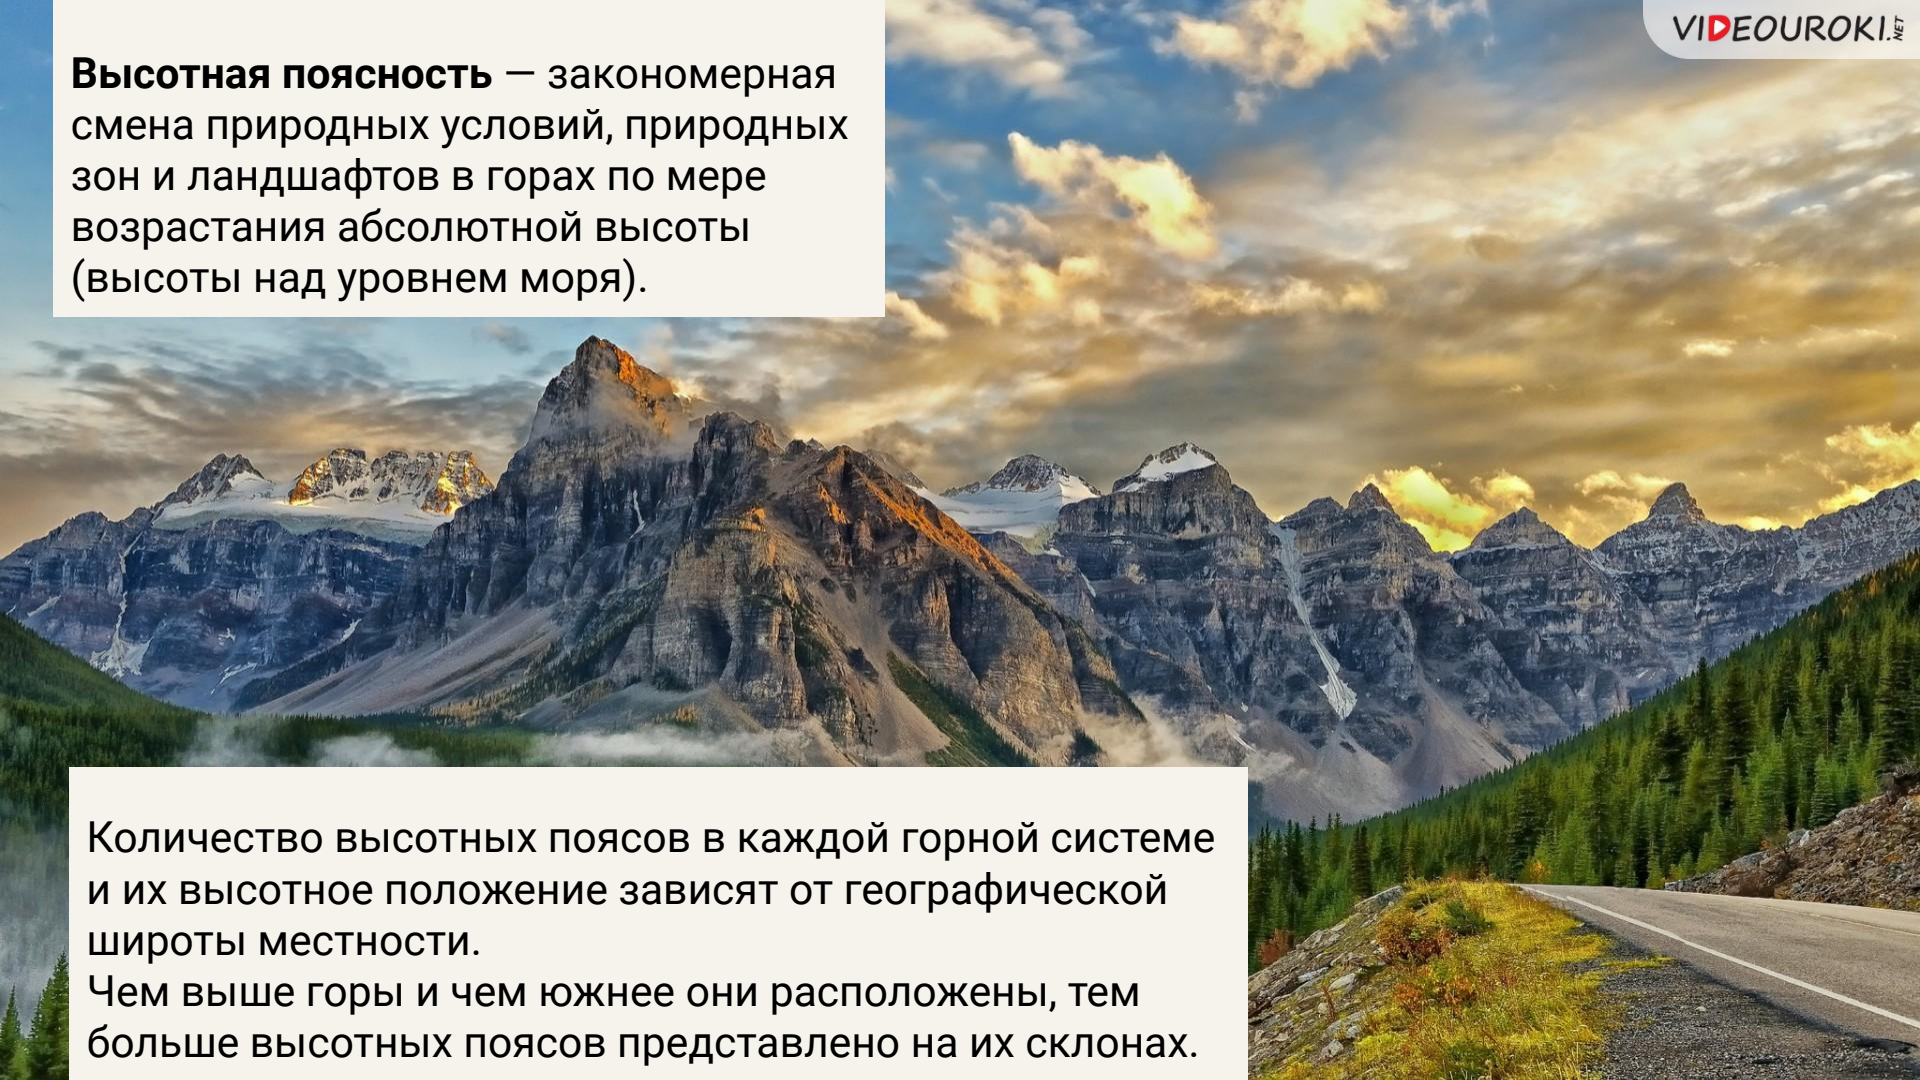 VIDEOUROKI.NET
Высотная поясность — закономерная
смена природных условий, природных
зон и ландшафтов в горах по мере
возрастания абсолютной высоты
(высоты над уровнем моря).
Количество высотных поясов в каждой горной системе
и их высотное положение зависят от географической
широты местности.
Чем выше горы и чем южнее они расположены, тем
больше высотных поясов представлено на их склонах.